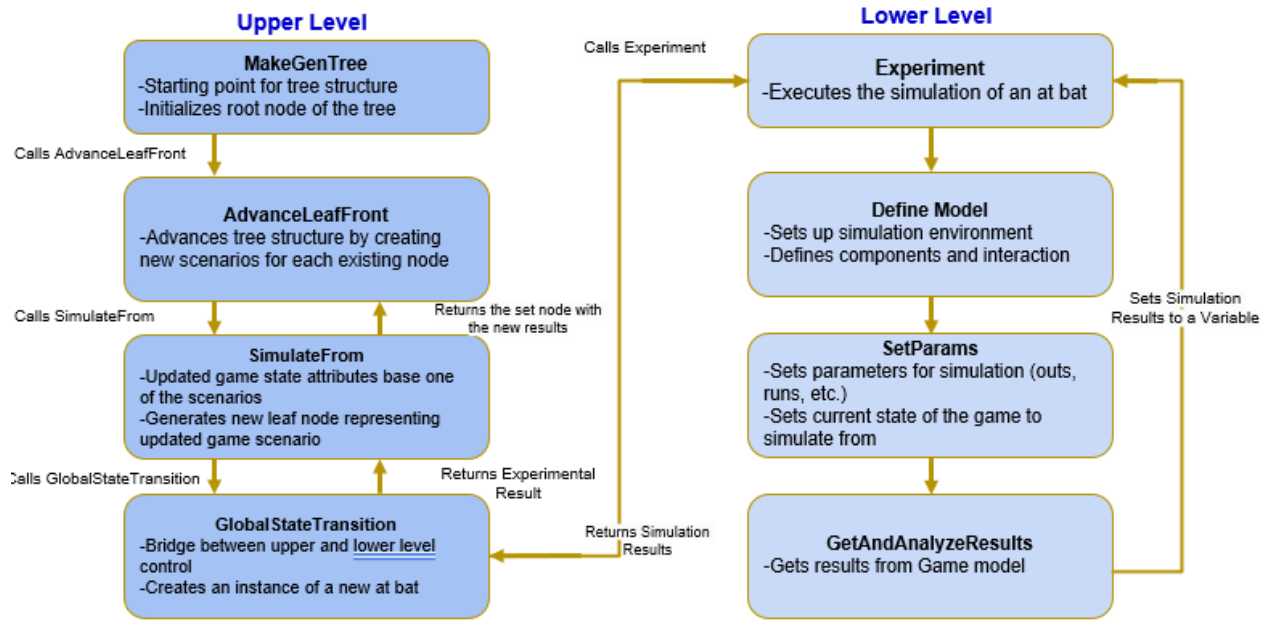 Upper Level
MakeGenTree
-Starting point for tree structure
-Initializes root node of the tree
Calls AdvanceLeafFront
AdvanceLeafFront
-Advances tree structure by creating
new scenarios for each existing node
Calls SimulateFrom
Returns the set node with
the new results
SimulateFrom
-Updated game state attributes base one
of the scenarios
-Generates new leaf node representing
updated game scenario
Calls GlobalStateTransition
Returns Experimental
Result
GlobalStateTransition
-Bridge between upper and lower level
control
-Creates an instance of a new at bat
Calls Experiment
Returns Simulation
Results
Lower Level
Experiment
-Executes the simulation of an at bat
Define Model
-Sets up simulation environment
-Defines components and interaction
SetParams
-Sets parameters for simulation (outs,
runs, etc.)
-Sets current state of the game to
simulate from
GetAndAnalyzeResults
-Gets results from Game model
Sets Simulation
Results to a Variable